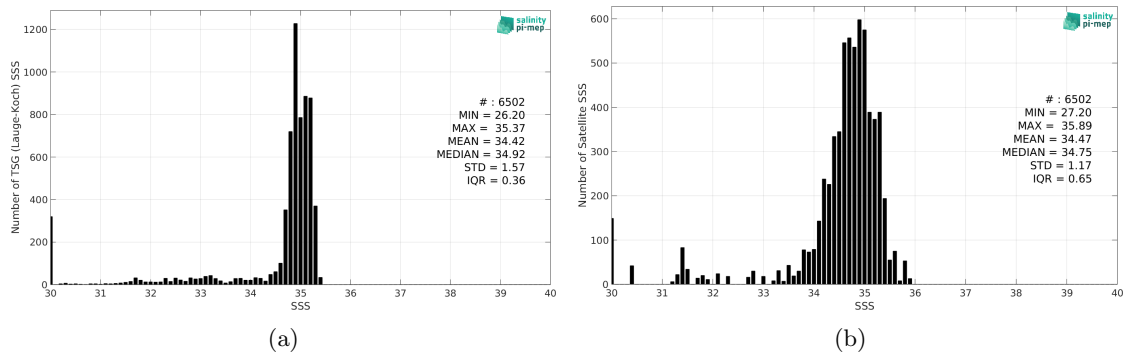 salinity
pi-mep
Number of TSG (Lauge-Koch) SSS
1200
1000
800
600
400
200
0
# : 6502
MIN = 26.20
MAX = 35.37
MEAN = 34.42
MEDIAN = 34.92
STD = 1.57
IQR = 0.36
30 31 32 33 34 35 36 37 38 39 40
SSS
(a)
salinity
pi-mep
Number of Satellite SSS
600
500
400
300
200
100
0
# : 6502
MIN = 27.20
MAX = 35.89
MEAN = 34.47
MEDIAN = 34.75
STD = 1.17
IQR = 0.65
30 31 32 33 34 35 36 37 38 39 40
SSS
(b)